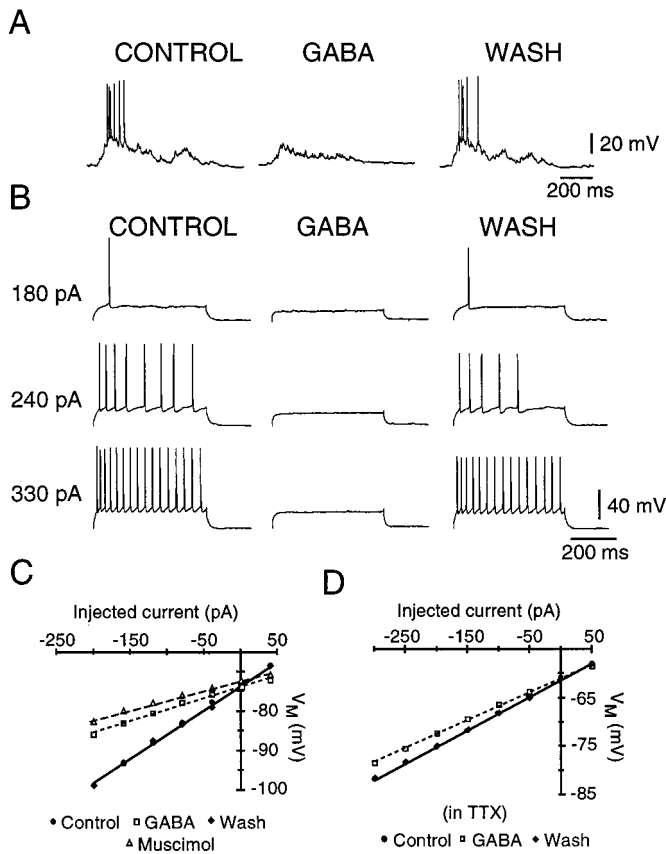 A
CONTROL GABA WASH
20 mV
200 ms
B
CONTROL GABA WASH
180 pA
240 pA
330 pA
40 mV
200 ms
C
Injected current (pA)
-250 -150 -50 50
-80
-90
-100
VM (mV)
Control GABA Wash
Muscimol
D
Injected current (pA)
-250 -150 -50 50
-65
-75
-85
VM (mV)
(in TTX)
Control GABA Wash